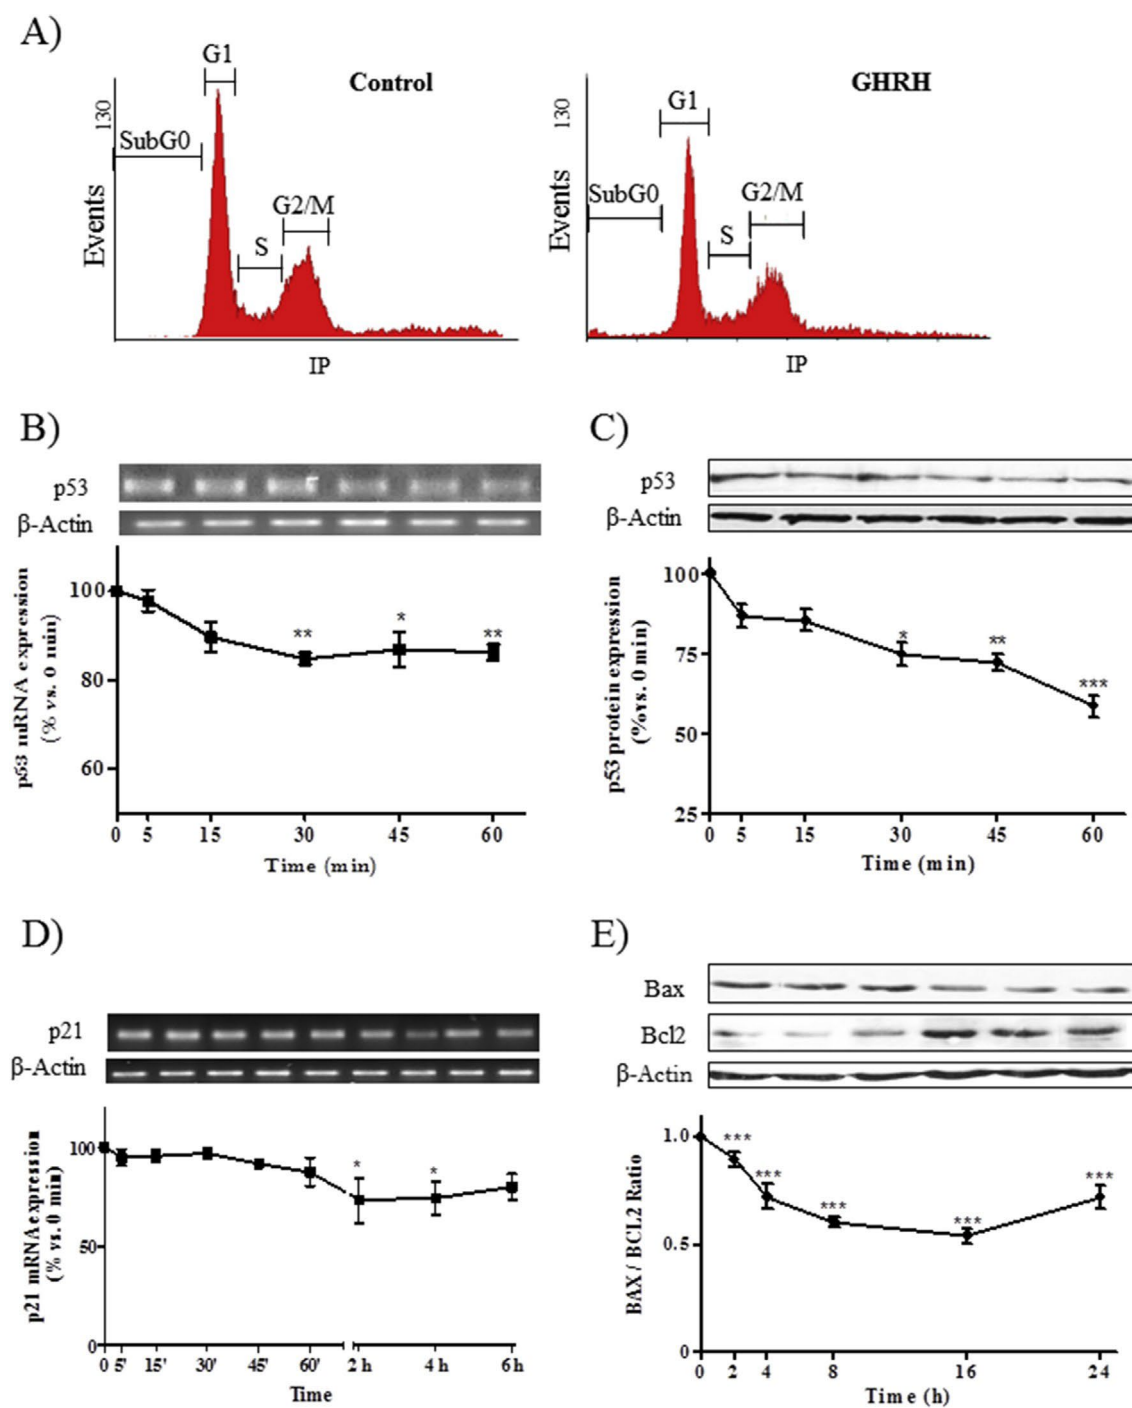 A)
G1
Control
130
SubG0
G2/M
S
Events
IP
GHRH
G1
130
SubG0
G2/M
S
Events
IP
B)
p53
β-Actin
p53 mRNA expression
(% vs. 0 min)
100
80
60
** * **
0 5 15 30 45 60
Time (min)
C)
p53
β-Actin
p53 protein expression
(%vs. 0 min)
100
75
50
25
* ** ***
0 5 15 30 45 60
Time (min)
D)
p21
β-Actin
p21 mRNA expression
(% vs. 0 min)
100
50
0
* *
0 5' 15' 30' 45' 60' 2 h 4 h 6 h
Time
E)
Bax
Bcl2
β-Actin
BAX / BCL2 Ratio
1.0
0.5
0
*** *** *** *** ***
0 2 4 8 16 24
Time (h)